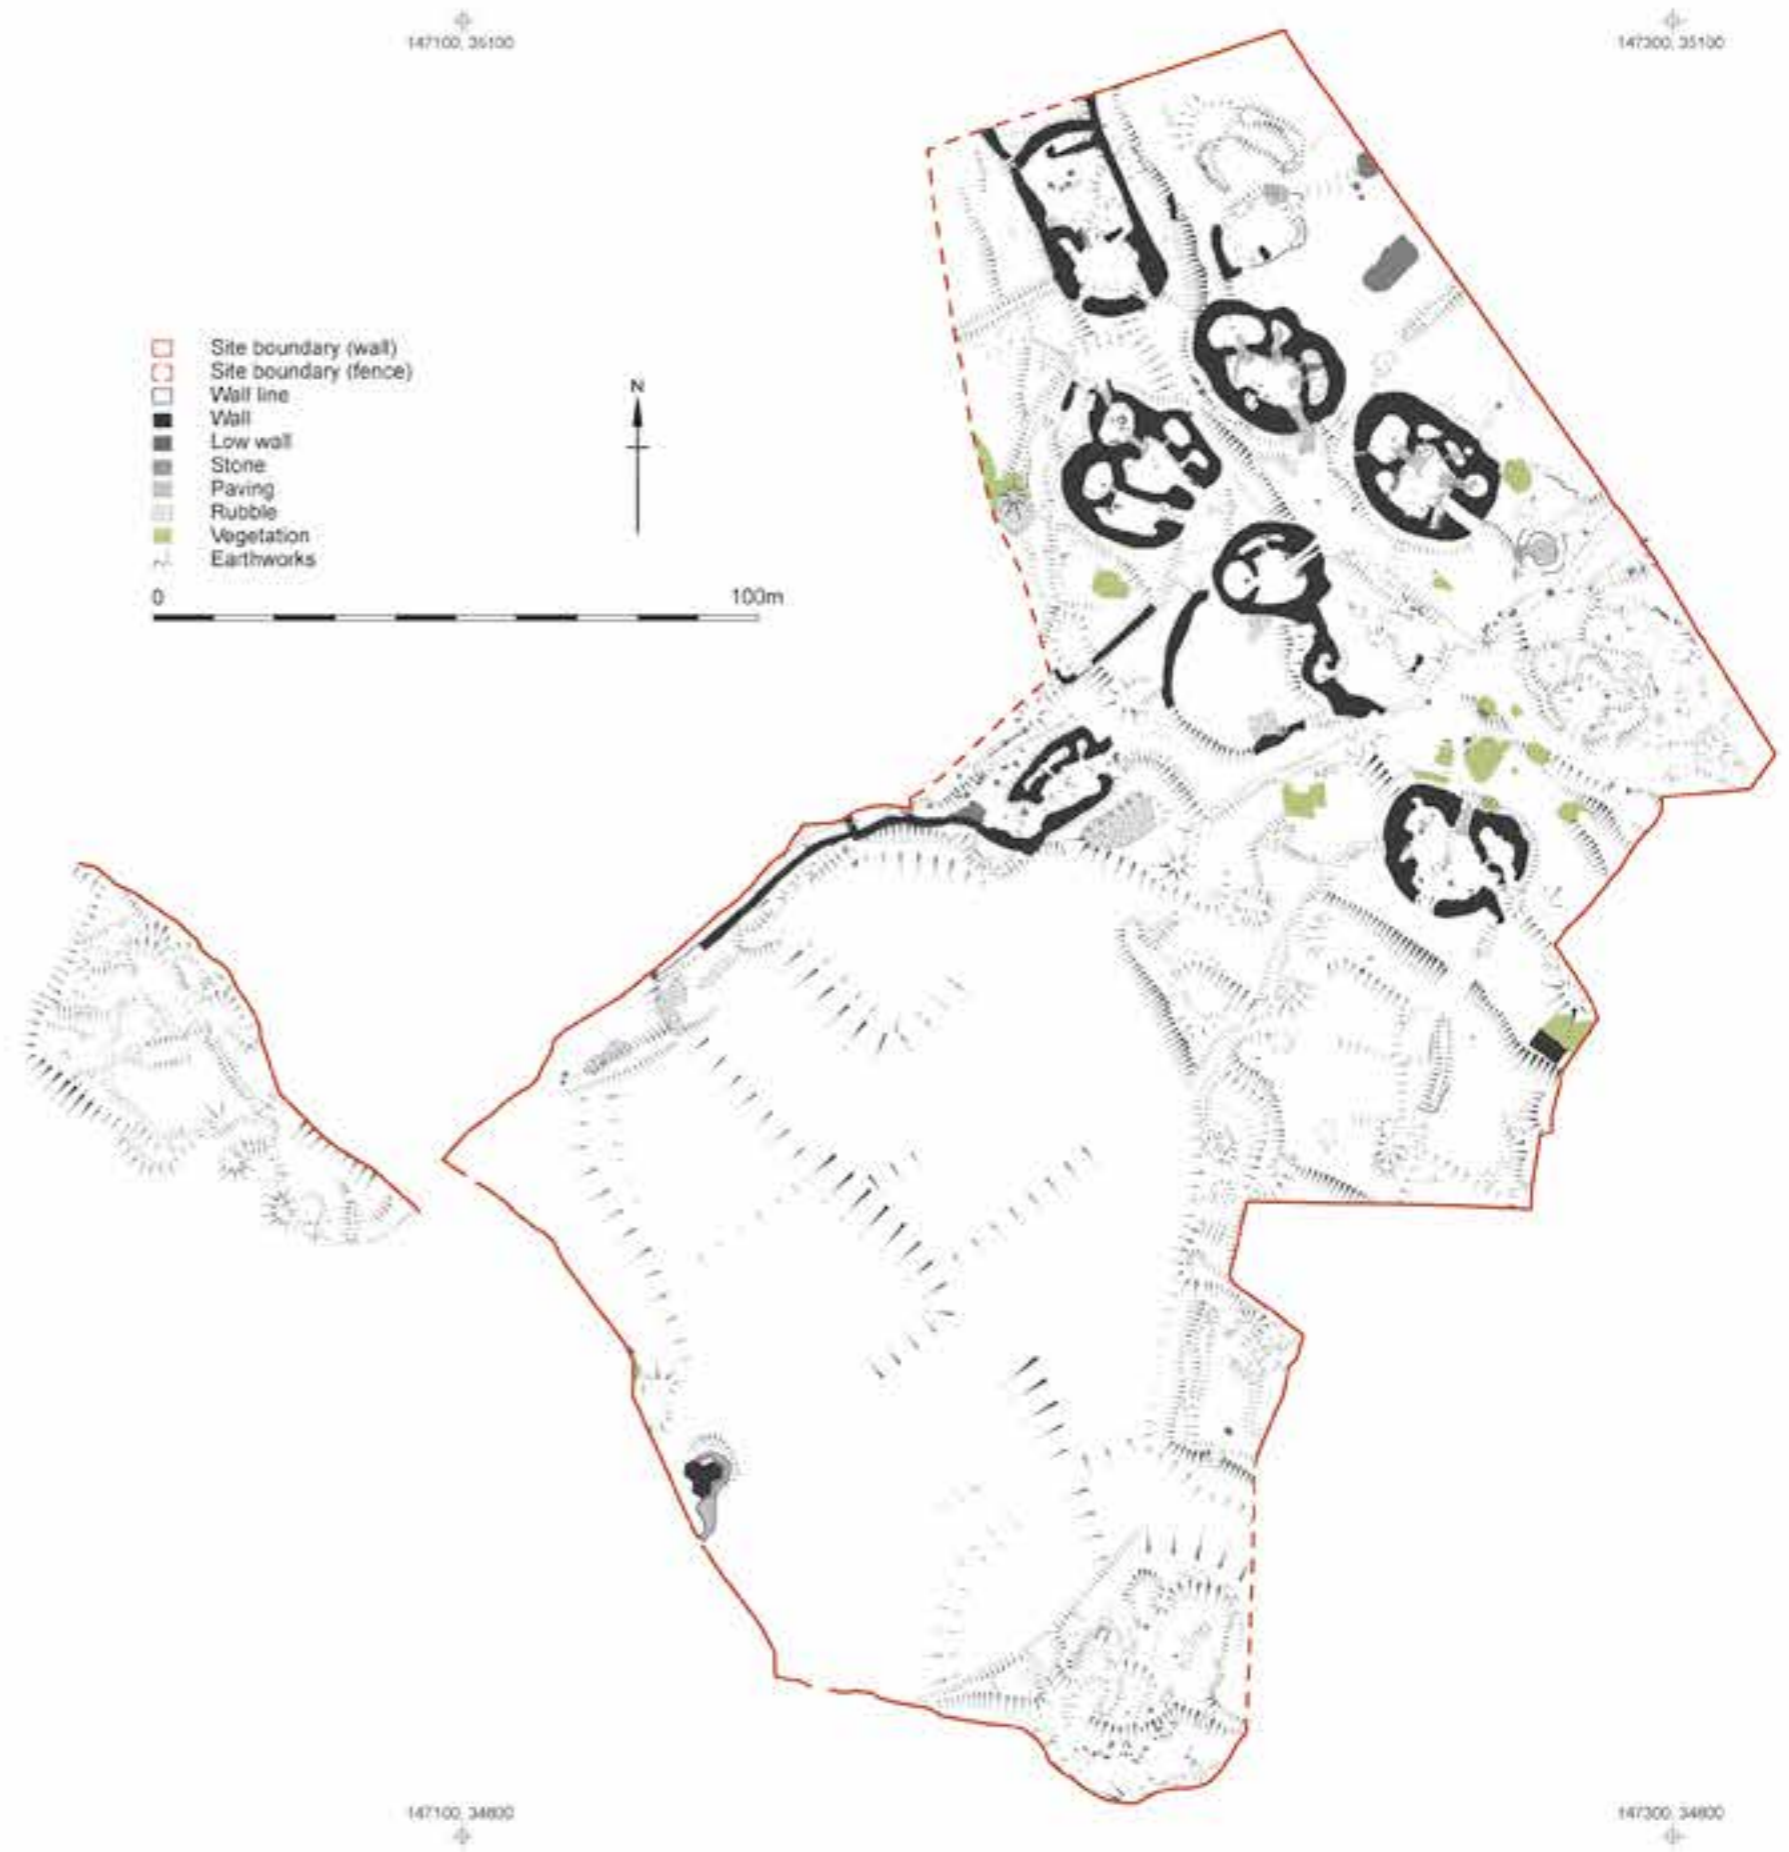 147100, 35100
147300, 35100
Site boundary (wall)
Site boundary (fence)
Wall line
Wall
Low wall
Stone
Paving
Rubble
Vegetation
Earthworks
N
0
100m
147100, 34800
147300, 34800